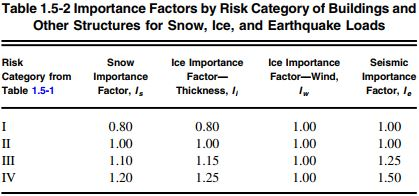 Table 1.5-2 Importance Factors by Risk Category of Buildings and
Other Structures for Snow, Ice, and Earthquake Loads
Risk Snow Ice Importance Ice Importance Seismic
Category from Importance Factor— Factor—Wind, Importance
Table 1.5-1 Factor, Is Thickness, Ii Iw Factor, Ie
I 0.80 0.80 1.00 1.00
II 1.00 1.00 1.00 1.00
III 1.10 1.15 1.00 1.25
IV 1.20 1.25 1.00 1.50